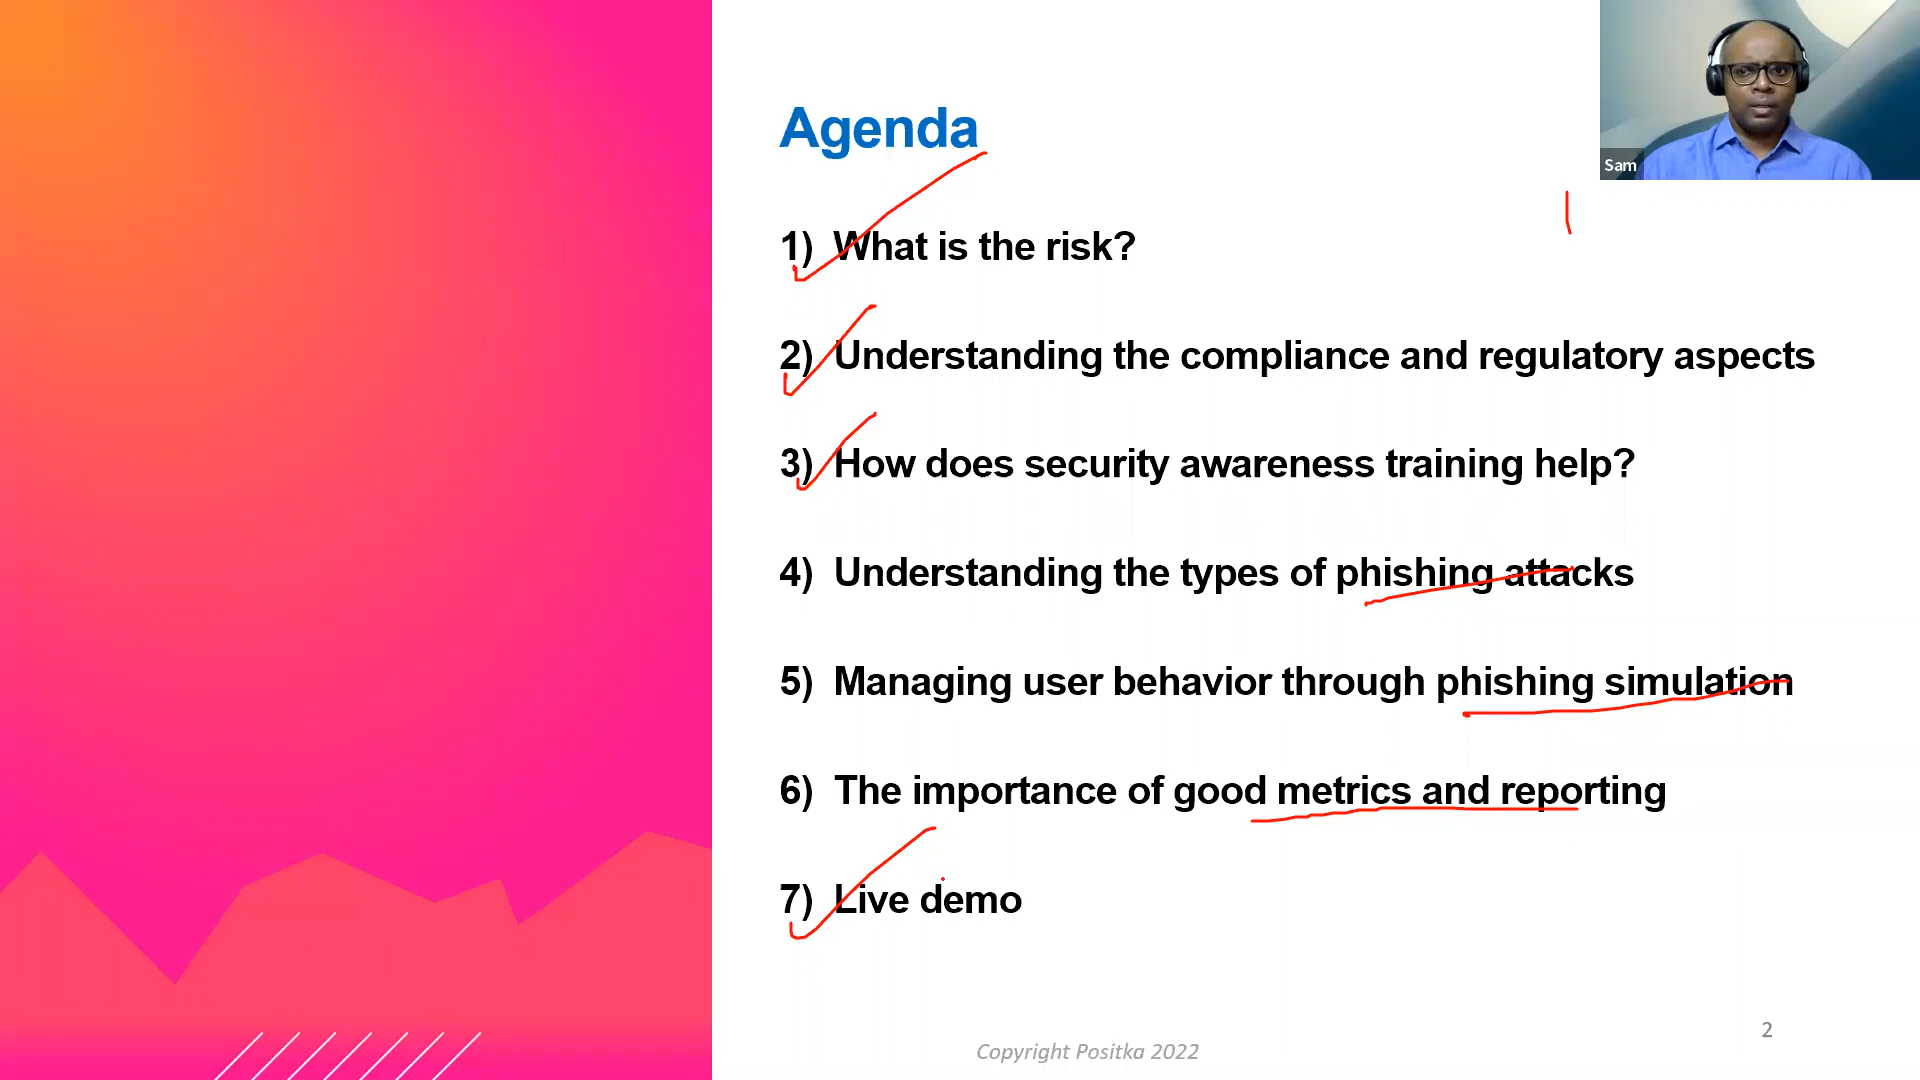 Sam
Agenda
1) What is the risk?
2) Understanding the compliance and regulatory aspects
3) How does security awareness training help?
4) Understanding the types of phishing attacks
5) Managing user behavior through phishing simulation
6) The importance of good metrics and reporting
7) Live demo
2
Copyright Positka 2022